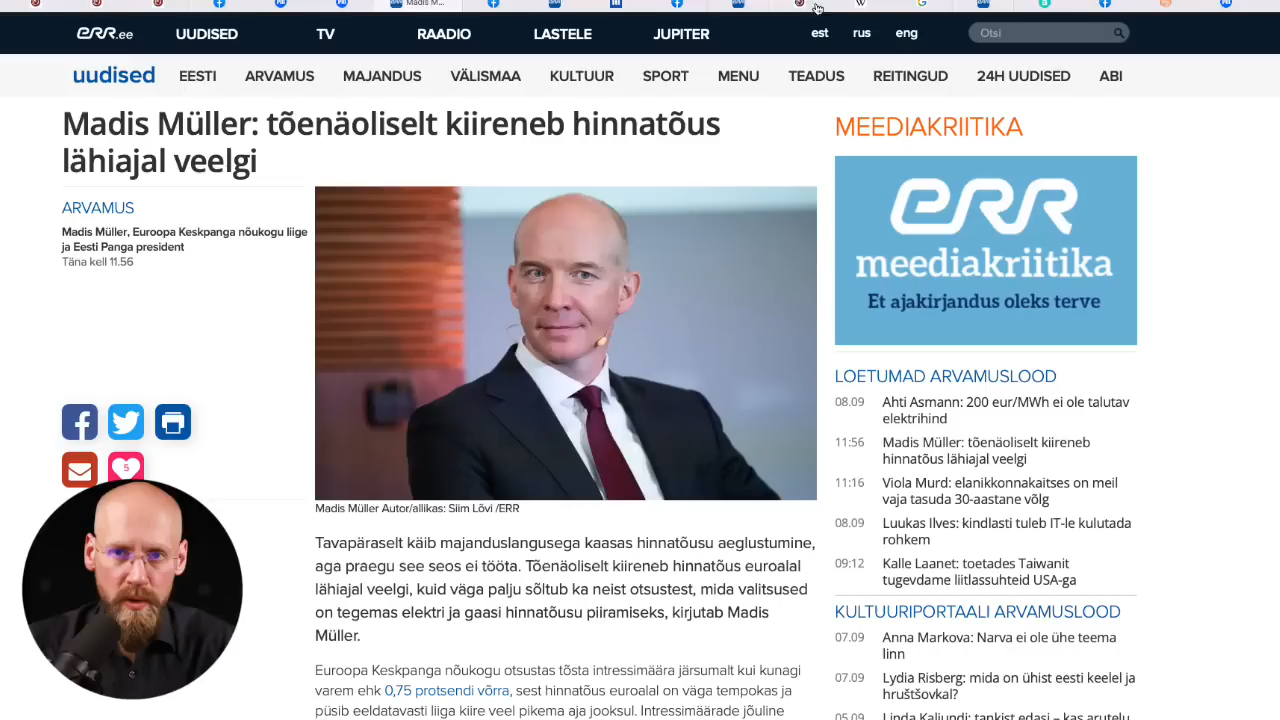 Madis M...
err.ee
UUDISED
TV
RAADIO
LASTELE
JUPITER
est
rus
eng
Otsi
uudised
EESTI
ARVAMUS
MAJANDUS
VÄLISMAA
KULTUUR
SPORT
MENU
TEADUS
REITINGUD
24H UUDISED
ABI
Madis Müller: tõenäoliselt kiireneb hinnatõus
lähiajal veelgi
ARVAMUS
Madis Müller, Euroopa Keskpanga nõukogu liige
ja Eesti Panga president
Täna kell 11.56
5
Madis Müller Autor/allikas: Siim Lõvi /ERR
Tavapäraselt käib majanduslangusega kaasas hinnatõusu aeglustumine,
aga praegu see seos ei tööta. Tõenäoliselt kiireneb hinnatõus euroalal
lähiajal veelgi, kuid väga palju sõltub ka neist otsustest, mida valitsused
on tegemas elektri ja gaasi hinnatõusu piiramiseks, kirjutab Madis
Müller.
Euroopa Keskpanga nõukogu otsustas tõsta intressimäära järsumalt kui kunagi
varem ehk 0,75 protsendi võrra, sest hinnatõus euroalal on väga tempokas ja
püsib eeldatavasti liiga kiire veel pikema aja jooksul. Intressimäärade jõuline
MEEDIAKRIITIKA
err
meediakriitika
Et ajakirjandus oleks terve
LOETUMAD ARVAMUSLOOD
08.09 Ahti Asmann: 200 eur/MWh ei ole talutav
elektrihind
11:56 Madis Müller: tõenäoliselt kiireneb
hinnatõus lähiajal veelgi
11:16 Viola Murd: elanikkonnakaitses on meil
vaja tasuda 30-aastane võlg
08.09 Luukas Ilves: kindlasti tuleb IT-le kulutada
rohkem
09:12 Kalle Laanet: toetades Taiwanit
tugevdame liitlassuhteid USA-ga
KULTUURIPORTAALI ARVAMUSLOOD
07.09 Anna Markova: Narva ei ole ühe teema
linn
07.09 Lydia Risberg: mida on ühist eesti keelel ja
hruštšovkal?
05.09 Linda Kaljundi: tankist edasi – kas arutelu